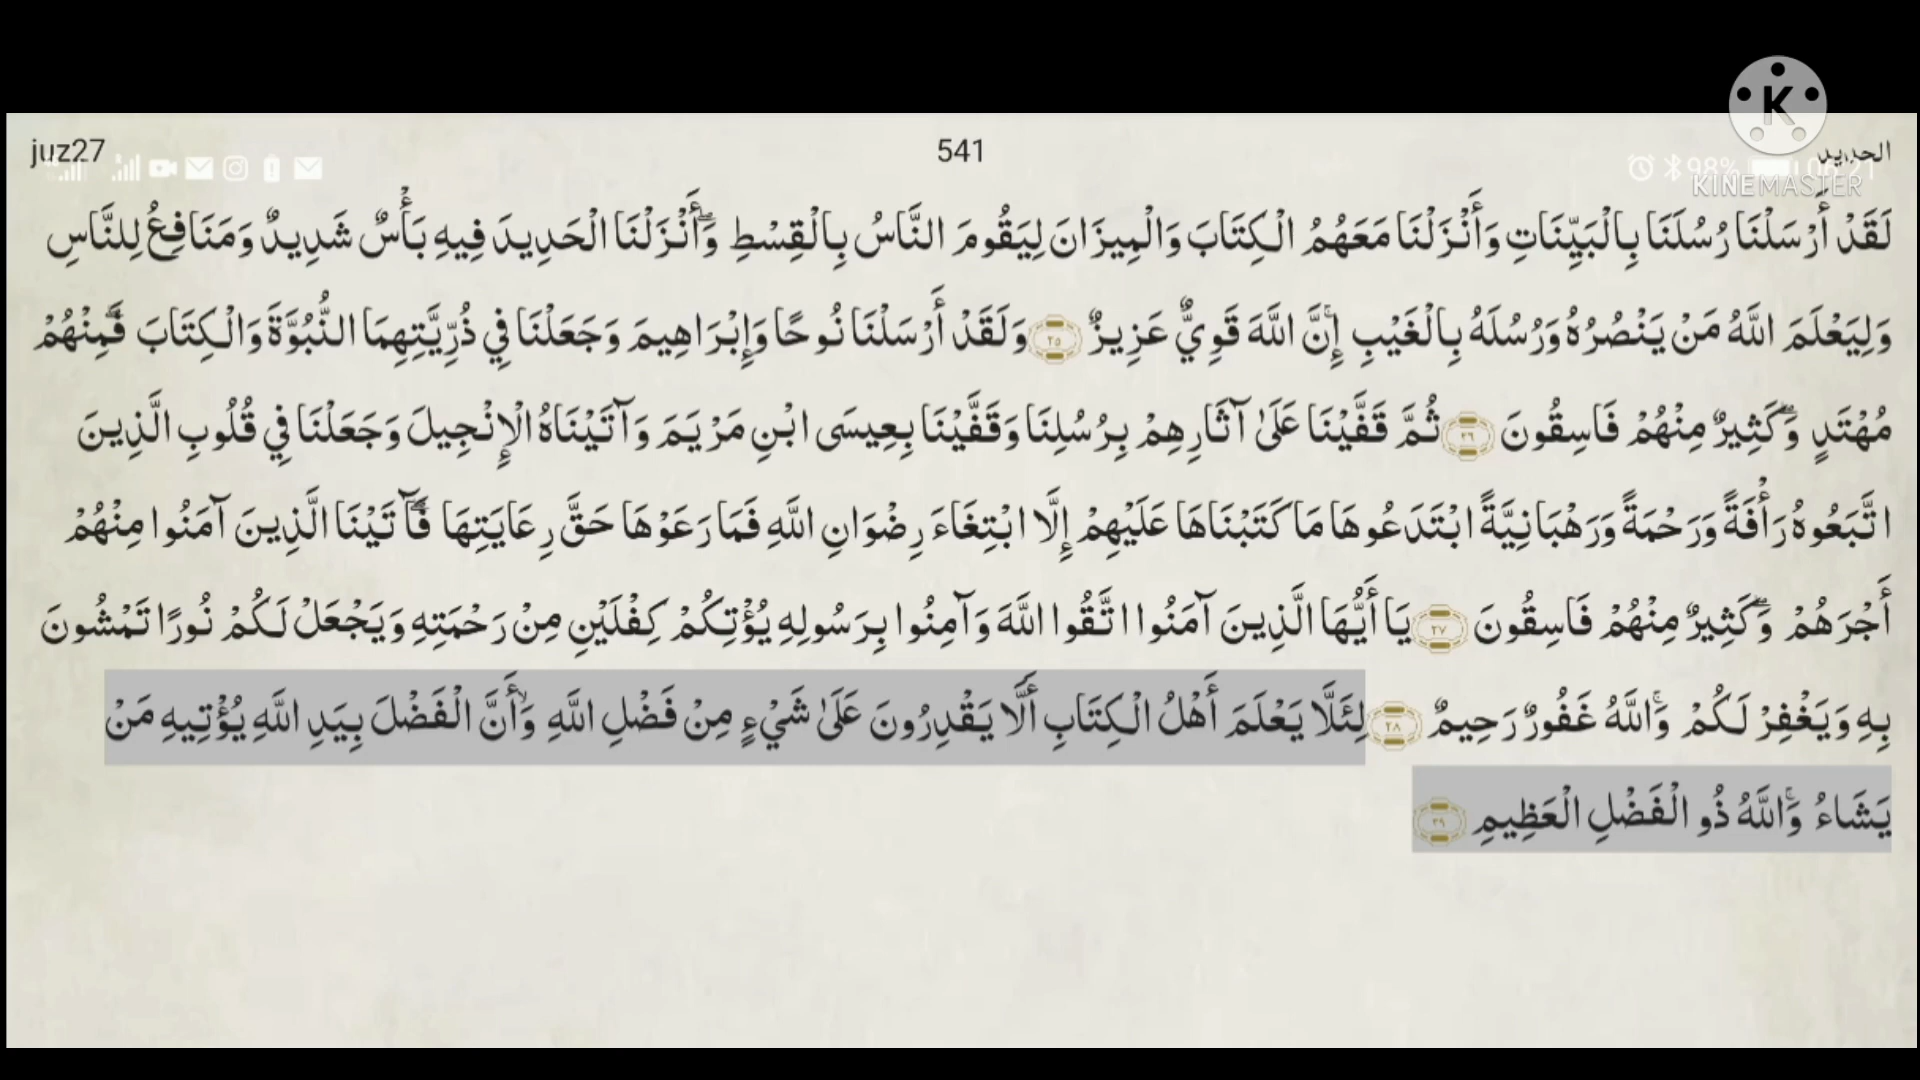 juz27 541 الحديد
98% 06:21
KINEMASTER
لَقَدْ أَرْسَلْنَا رُسُلَنَا بِالْبَيِّنَاتِ وَأَنْزَلْنَا مَعَهُمُ الْكِتَابَ وَالْمِيزَانَ لِيَقُومَ النَّاسُ بِالْقِسْطِ ۖ وَأَنْزَلْنَا الْحَدِيدَ فِيهِ بَأْسٌ شَدِيدٌ وَمَنَافِعُ لِلنَّاسِ
وَلِيَعْلَمَ اللَّهُ مَنْ يَنْصُرُهُ وَرُسُلَهُ بِالْغَيْبِ ۚ إِنَّ اللَّهَ قَوِيٌّ عَزِيزٌ ٢٥ وَلَقَدْ أَرْسَلْنَا نُوحًا وَإِبْرَاهِيمَ وَجَعَلْنَا فِي ذُرِّيَّتِهِمَا النُّبُوَّةَ وَالْكِتَابَ ۖ فَمِنْهُمْ
مُهْتَدٍ ۖ وَكَثِيرٌ مِنْهُمْ فَاسِقُونَ ٢٦ ثُمَّ قَفَّيْنَا عَلَىٰ آثَارِهِمْ بِرُسُلِنَا وَقَفَّيْنَا بِعِيسَى ابْنِ مَرْيَمَ وَآتَيْنَاهُ الْإِنْجِيلَ وَجَعَلْنَا فِي قُلُوبِ الَّذِينَ
اتَّبَعُوهُ رَأْفَةً وَرَحْمَةً وَرَهْبَانِيَّةً ابْتَدَعُوهَا مَا كَتَبْنَاهَا عَلَيْهِمْ إِلَّا ابْتِغَاءَ رِضْوَانِ اللَّهِ فَمَا رَعَوْهَا حَقَّ رِعَايَتِهَا ۖ فَآتَيْنَا الَّذِينَ آمَنُوا مِنْهُمْ
أَجْرَهُمْ ۖ وَكَثِيرٌ مِنْهُمْ فَاسِقُونَ ٢٧ يَا أَيُّهَا الَّذِينَ آمَنُوا اتَّقُوا اللَّهَ وَآمِنُوا بِرَسُولِهِ يُؤْتِكُمْ كِفْلَيْنِ مِنْ رَحْمَتِهِ وَيَجْعَلْ لَكُمْ نُورًا تَمْشُونَ
بِهِ وَيَغْفِرْ لَكُمْ ۚ وَاللَّهُ غَفُورٌ رَحِيمٌ ٢٨ لِئَلَّا يَعْلَمَ أَهْلُ الْكِتَابِ أَلَّا يَقْدِرُونَ عَلَىٰ شَيْءٍ مِنْ فَضْلِ اللَّهِ ۙ وَأَنَّ الْفَضْلَ بِيَدِ اللَّهِ يُؤْتِيهِ مَنْ
يَشَاءُ ۚ وَاللَّهُ ذُو الْفَضْلِ الْعَظِيمِ ٢٩